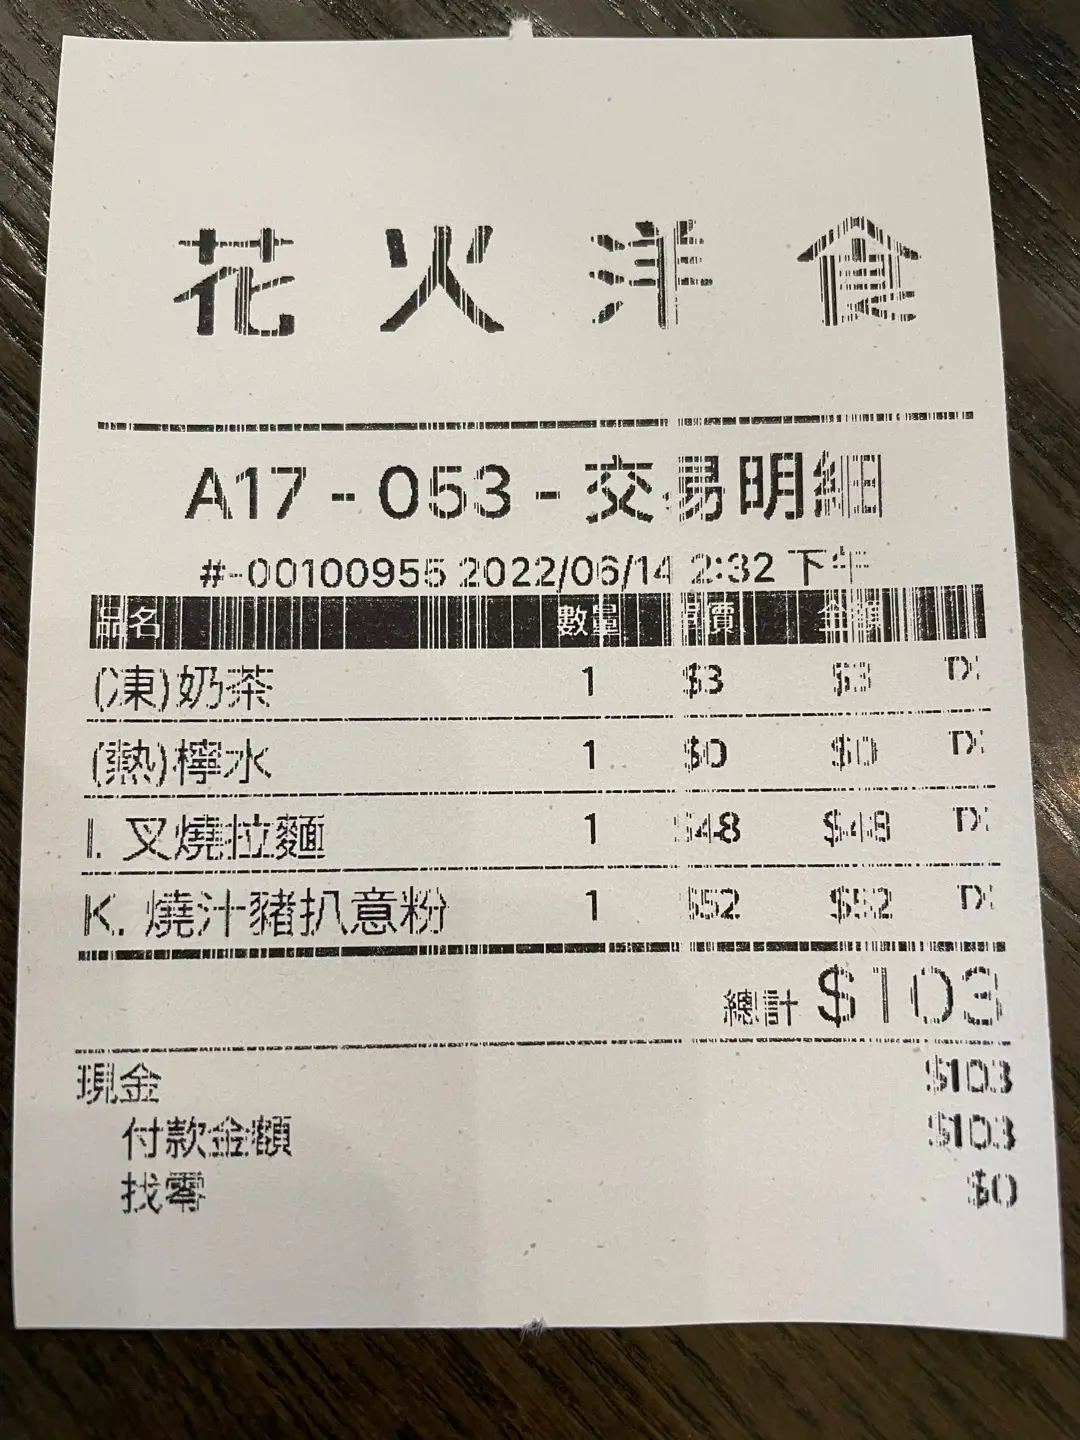 花火洋食
A17 - 053 - 交易明細
#-00100955 2022/06/14 2:32 下午
品名 數量 單價 金額
(凍)奶茶 1 $3 $3
(熱)檸水 1 $0 $0
I. 叉燒拉麵 1 $48 $48
K. 燒汁豬扒意粉 1 $52 $52
總計 $103
現金 $103
付款金額 $103
找零 $0